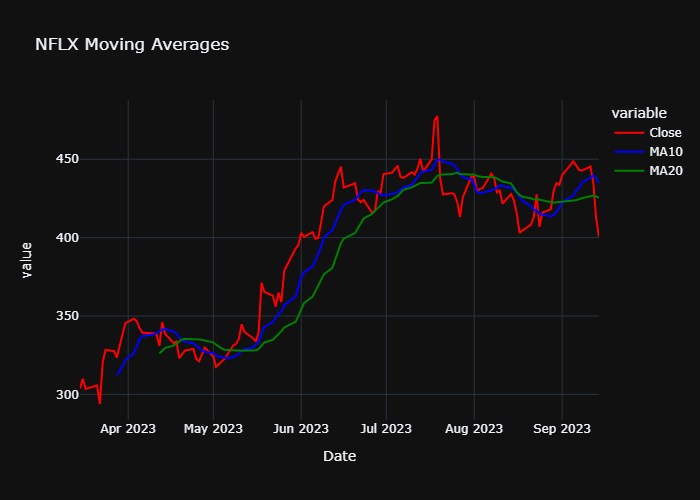 NFLX Moving Averages
variable
Close
MA10
MA20
value
450
400
350
300
Apr 2023
May 2023
Jun 2023
Jul 2023
Aug 2023
Sep 2023
Date